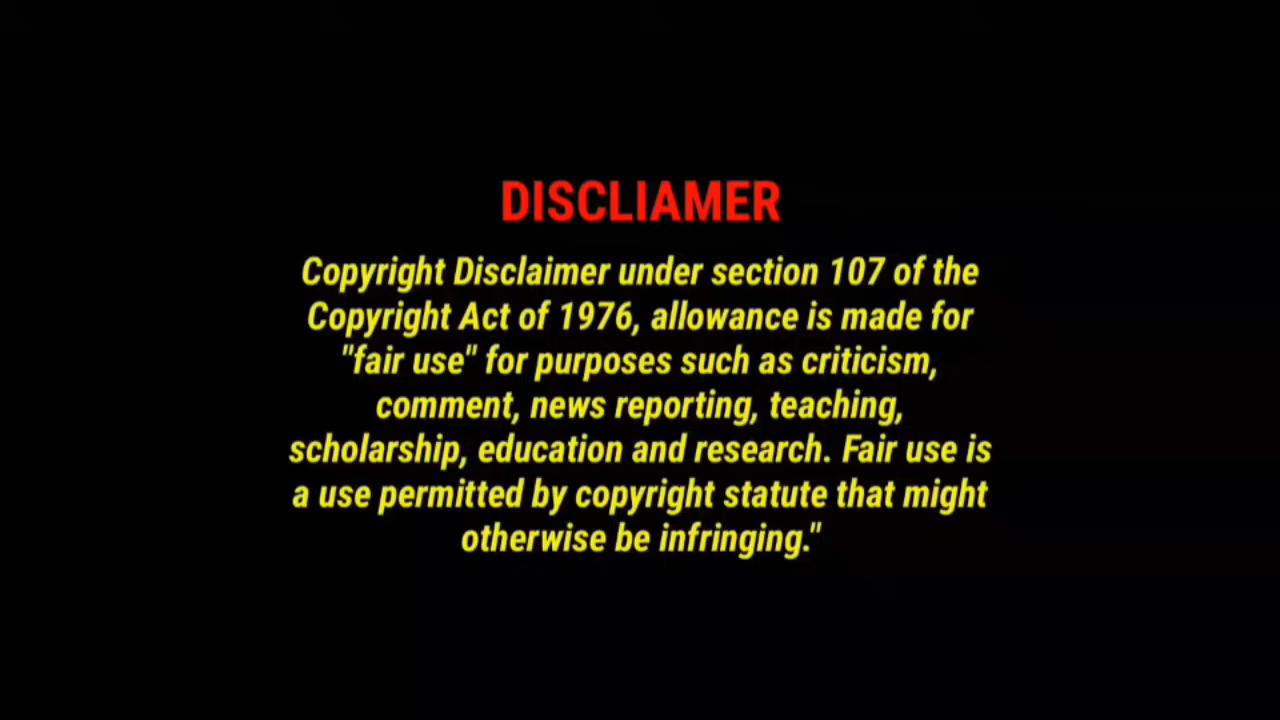 DISCLIAMER
Copyright Disclaimer under section 107 of the
Copyright Act of 1976, allowance is made for
"fair use" for purposes such as criticism,
comment, news reporting, teaching,
scholarship, education and research. Fair use is
a use permitted by copyright statute that might
otherwise be infringing."